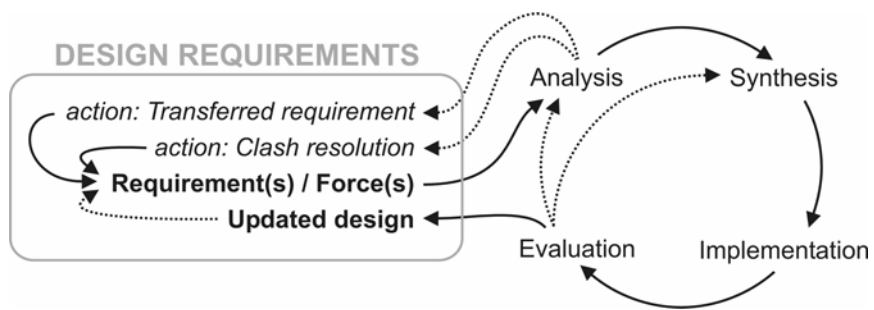 DESIGN REQUIREMENTS
action: Transferred requirement
action: Clash resolution
Requirement(s) / Force(s)
Updated design
Analysis
Synthesis
Evaluation
Implementation